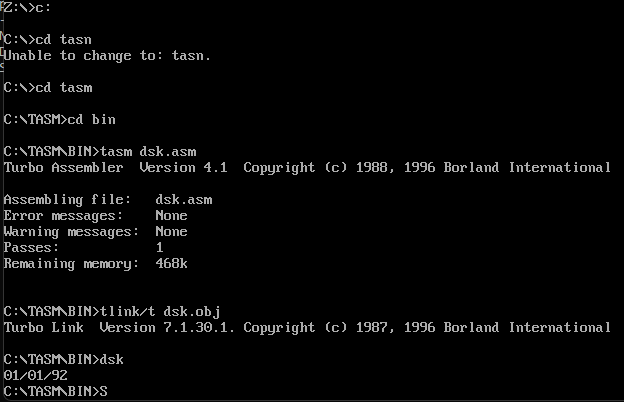 Z:\>c:
C:\>cd tasn
Unable to change to: tasn.
C:\>cd tasm
C:\TASM>cd bin
C:\TASM\BIN>tasm dsk.asm
Turbo Assembler  Version 4.1  Copyright (c) 1988, 1996 Borland International
Assembling file:   dsk.asm
Error messages:    None
Warning messages:  None
Passes:            1
Remaining memory:  468k
C:\TASM\BIN>tlink/t dsk.obj
Turbo Link  Version 7.1.30.1. Copyright (c) 1987, 1996 Borland International
C:\TASM\BIN>dsk
01/01/92
C:\TASM\BIN>S